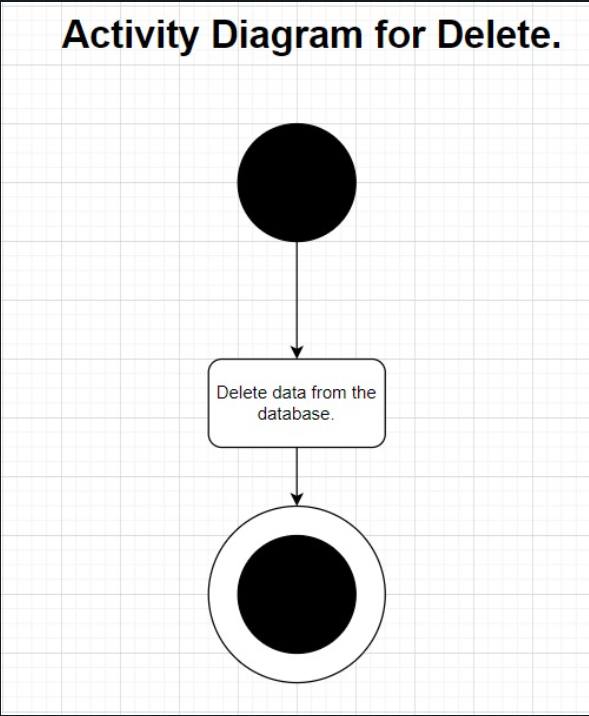 Activity Diagram for Delete.
Delete data from the
database.